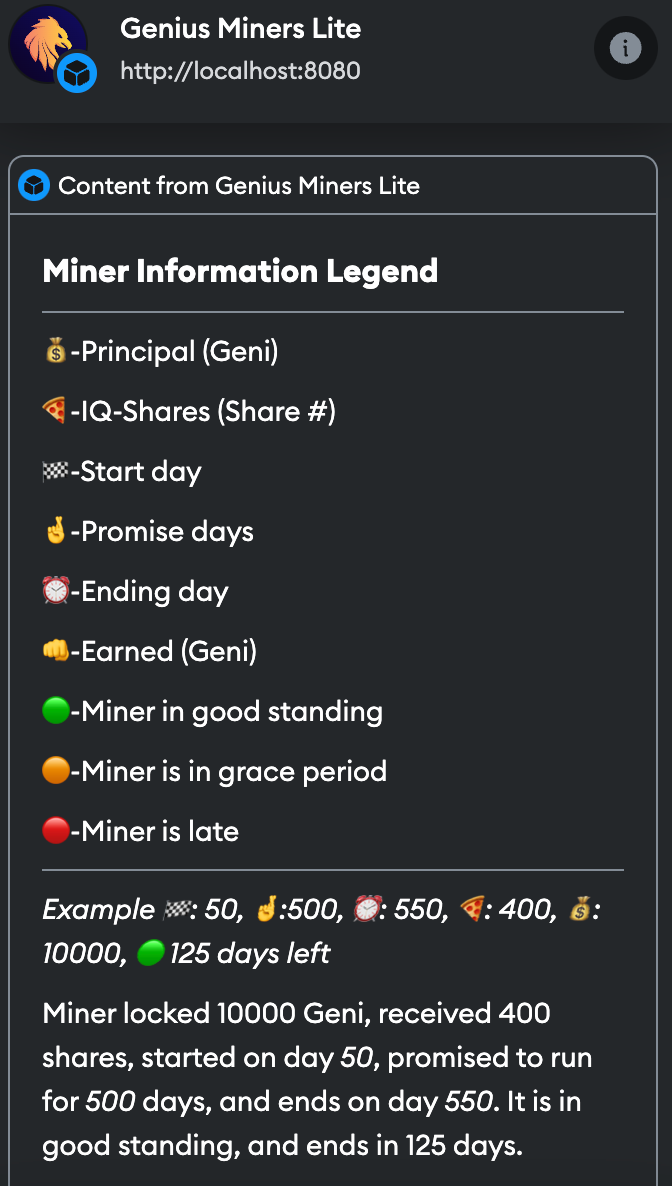 Genius Miners Lite
http://localhost:8080
Content from Genius Miners Lite
Miner Information Legend
💰-Principal (Geni)
🍕-IQ-Shares (Share #)
🏁-Start day
🤞-Promise days
⏰-Ending day
👊-Earned (Geni)
🟢-Miner in good standing
🟠-Miner is in grace period
🔴-Miner is late
Example 🏁: 50, 🤞:500, ⏰: 550, 🍕: 400, 💰:
10000, 🟢 125 days left
Miner locked 10000 Geni, received 400
shares, started on day 50, promised to run
for 500 days, and ends on day 550. It is in
good standing, and ends in 125 days.